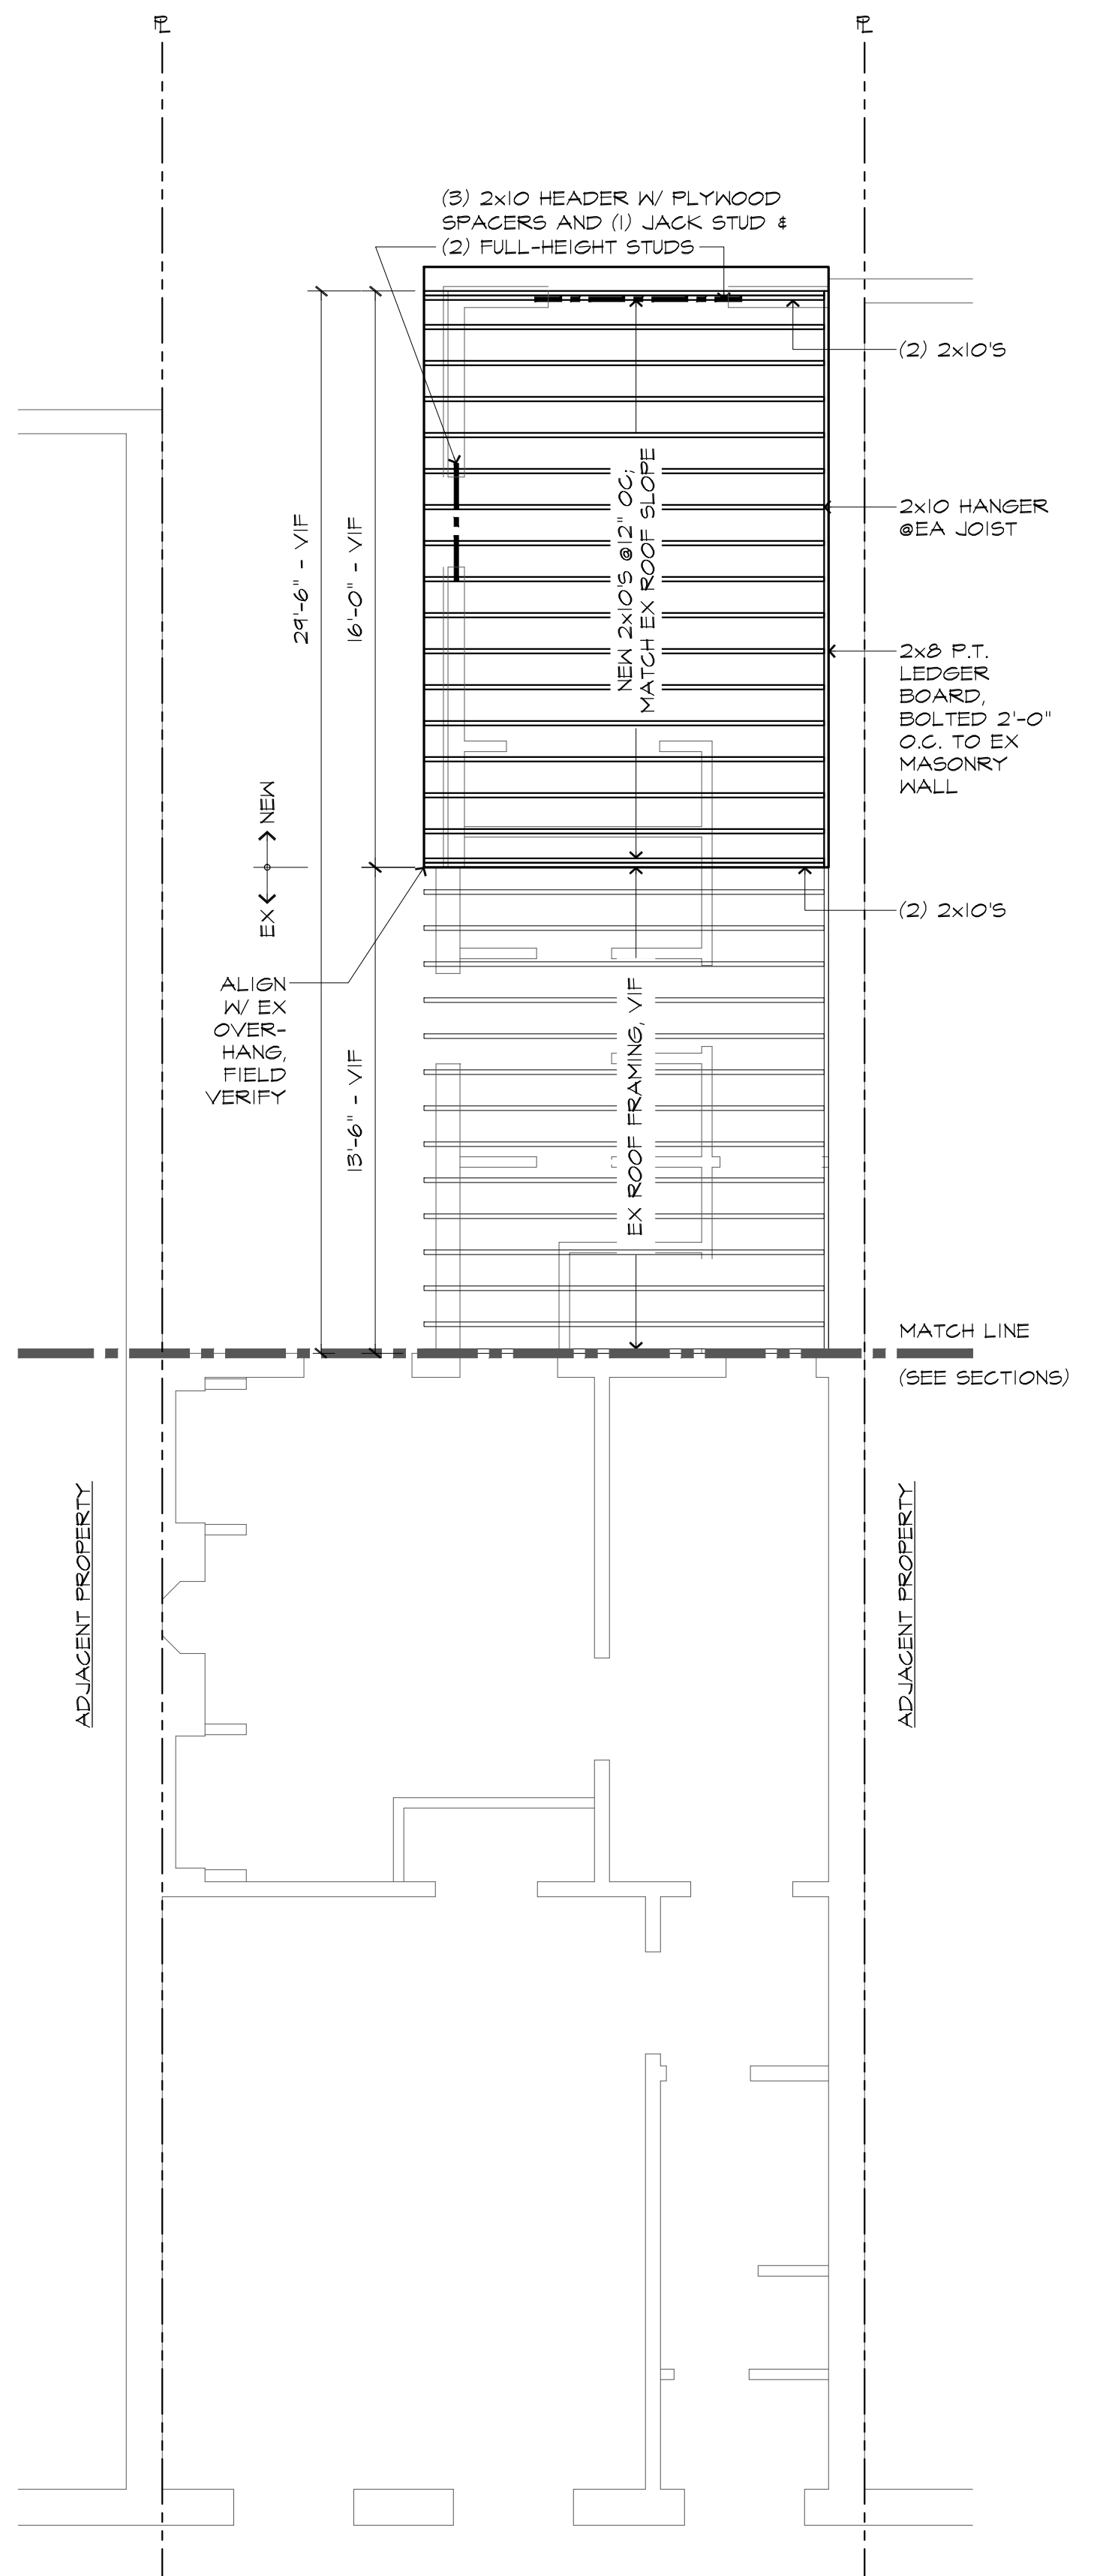 PL
PL
(3) 2x10 HEADER W/ PLYWOOD
SPACERS AND (1) JACK STUD &
(2) FULL-HEIGHT STUDS
(2) 2x10'S
2x10 HANGER
@EA JOIST
29'-6" - VIF
16'-0" - VIF
NEW 2x10'S @12" OC;
MATCH EX ROOF SLOPE
2x8 P.T.
LEDGER
BOARD,
BOLTED 2'-0"
O.C. TO EX
MASONRY
WALL
NEW
EX
(2) 2x10'S
ALIGN
W/ EX
OVER-
HANG,
FIELD
VERIFY
13'-6" - VIF
EX ROOF FRAMING, VIF
MATCH LINE
(SEE SECTIONS)
ADJACENT PROPERTY
ADJACENT PROPERTY